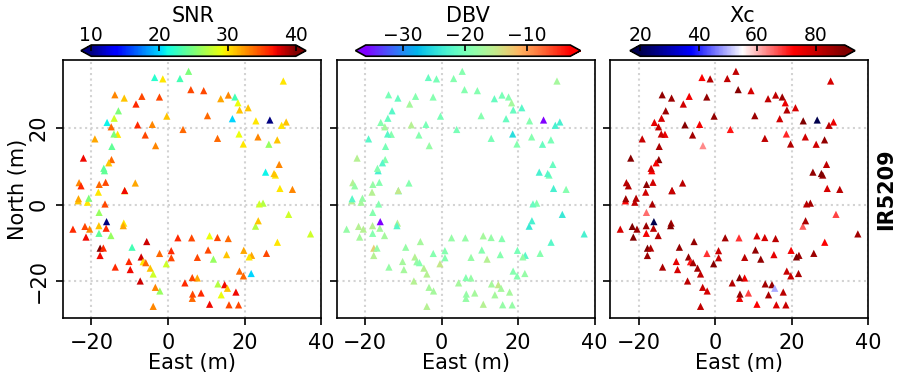 SNR DBV Xc
10 20 30 40 −30 −20 −10 20 40 60 80
20
0
−20
North (m)
−20 0 20 40 −20 0 20 −20 0 20 40
East (m) East (m) East (m)
IR5209